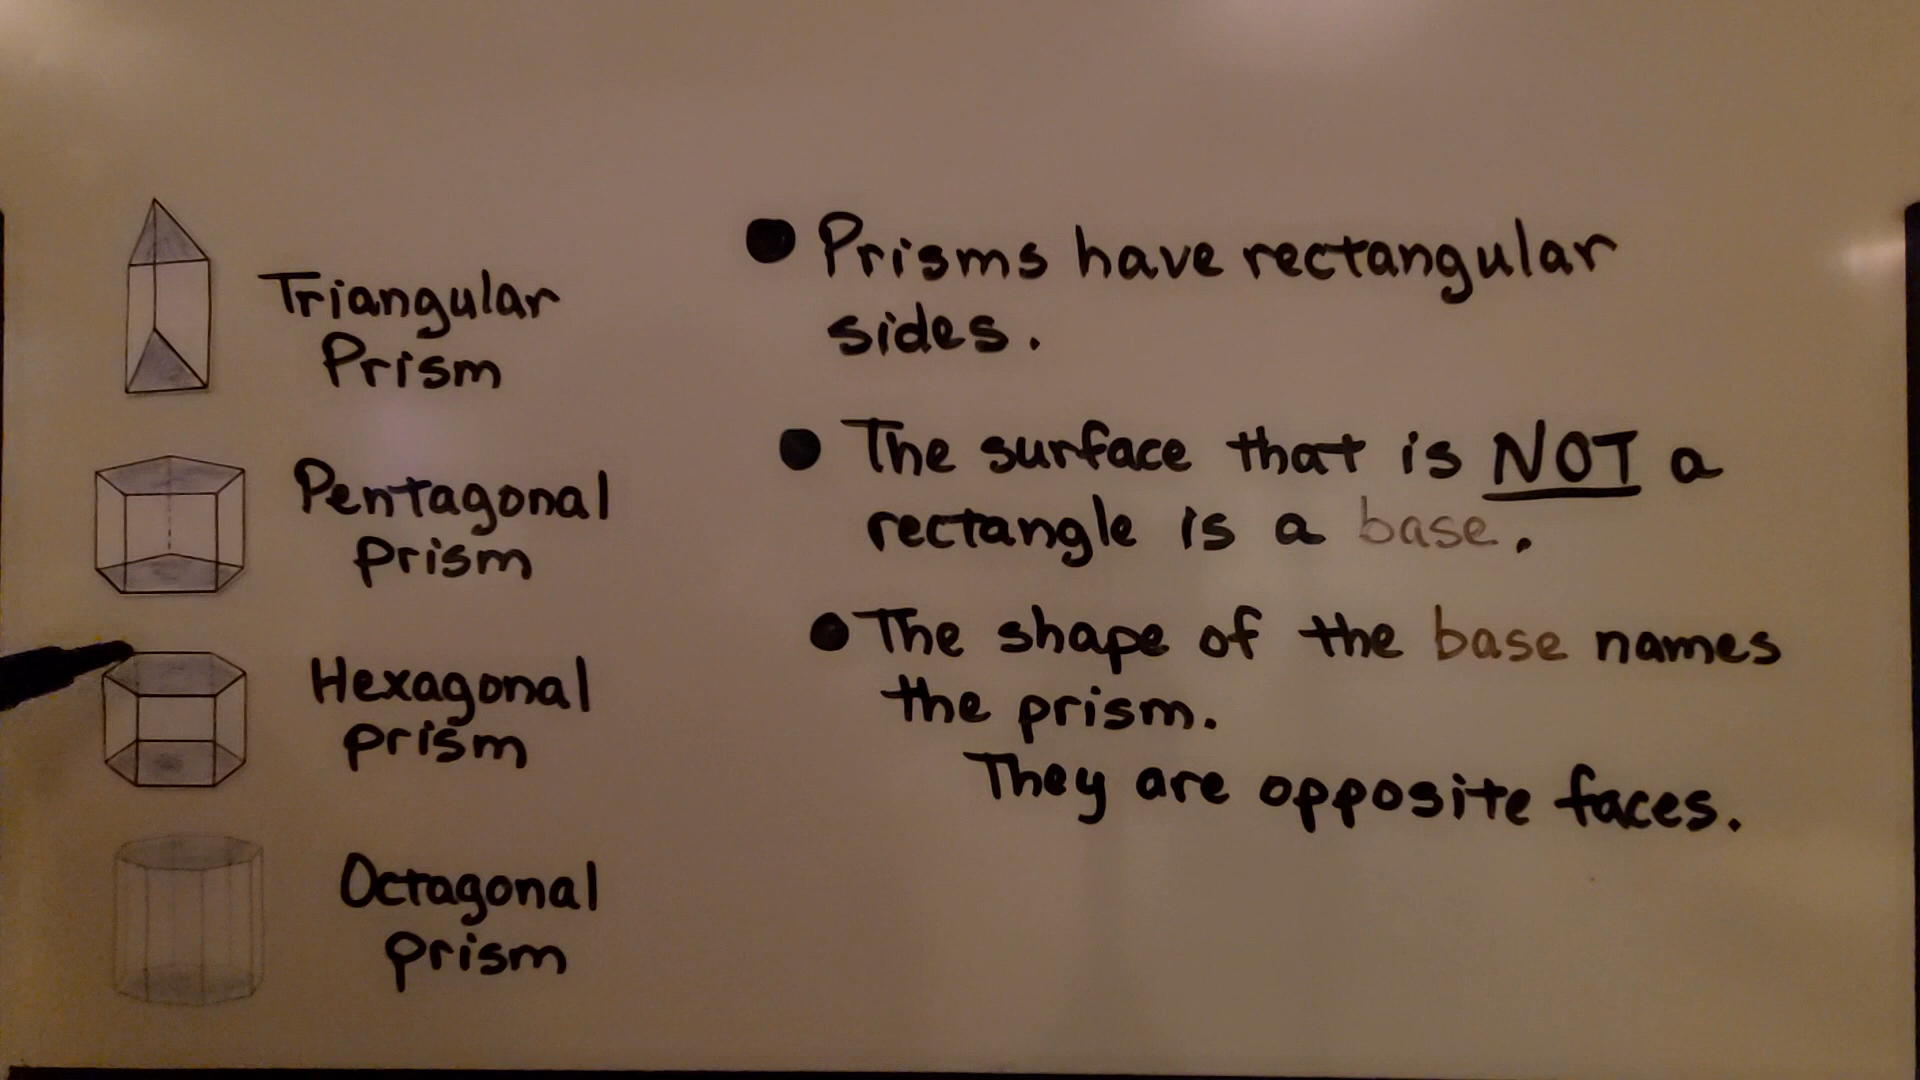 Triangular
Prism
Pentagonal
prism
Hexagonal
prism
Octagonal
prism
● Prisms have rectangular
sides.
● The surface that is NOT a
rectangle is a base.
● The shape of the base names
the prism.
They are opposite faces.